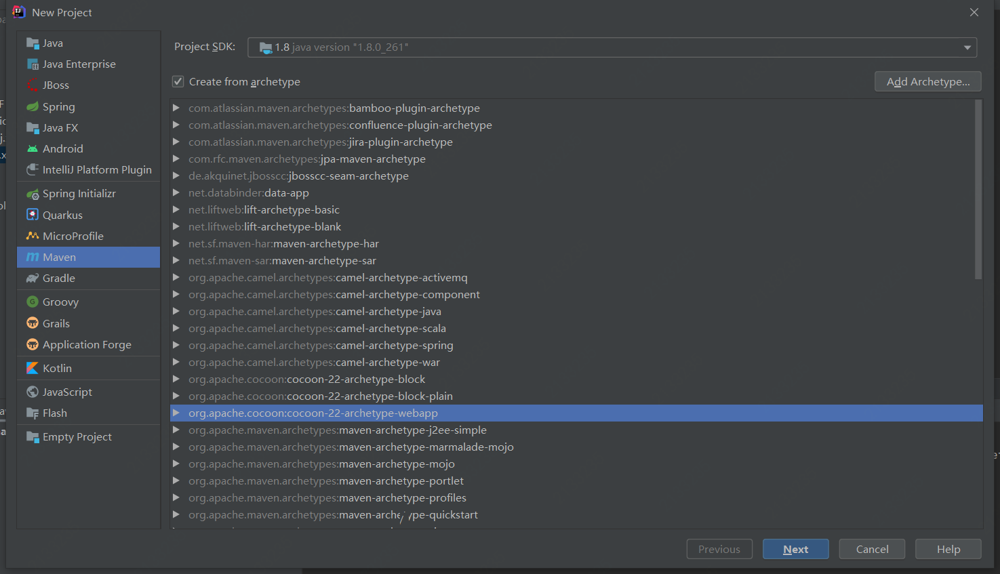 New Project
Java
Java Enterprise
JBoss
Spring
Java FX
Android
IntelliJ Platform Plugin
Spring Initializr
Quarkus
MicroProfile
Maven
Gradle
Groovy
Grails
Application Forge
Kotlin
JavaScript
Flash
Empty Project
Project SDK: 1.8 java version "1.8.0_261"
Create from archetype Add Archetype...
com.atlassian.maven.archetypes:bamboo-plugin-archetype
com.atlassian.maven.archetypes:confluence-plugin-archetype
com.atlassian.maven.archetypes:jira-plugin-archetype
com.rfc.maven.archetypes:jpa-maven-archetype
de.akquinet.jbosscc:jbosscc-seam-archetype
net.databinder:data-app
net.liftweb:lift-archetype-basic
net.liftweb:lift-archetype-blank
net.sf.maven-har:maven-archetype-har
net.sf.maven-sar:maven-archetype-sar
org.apache.camel.archetypes:camel-archetype-activemq
org.apache.camel.archetypes:camel-archetype-component
org.apache.camel.archetypes:camel-archetype-java
org.apache.camel.archetypes:camel-archetype-scala
org.apache.camel.archetypes:camel-archetype-spring
org.apache.camel.archetypes:camel-archetype-war
org.apache.cocoon:cocoon-22-archetype-block
org.apache.cocoon:cocoon-22-archetype-block-plain
org.apache.cocoon:cocoon-22-archetype-webapp
org.apache.maven.archetypes:maven-archetype-j2ee-simple
org.apache.maven.archetypes:maven-archetype-marmalade-mojo
org.apache.maven.archetypes:maven-archetype-mojo
org.apache.maven.archetypes:maven-archetype-portlet
org.apache.maven.archetypes:maven-archetype-profiles
org.apache.maven.archetypes:maven-archetype-quickstart
Previous Next Cancel Help